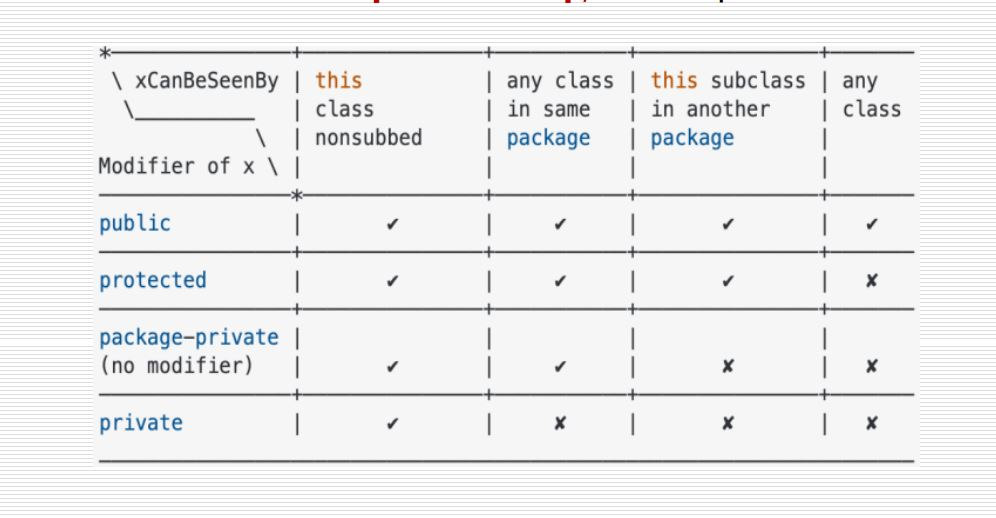 *———————————————+———————————————+———————————+———————————————+———————
\ xCanBeSeenBy | this | any class | this subclass | any
\__________ | class | in same | in another | class
\ | nonsubbed | package | package |
Modifier of x \ | | | |
————————————————*———————————————+———————————+———————————————+———————
public | ✔ | ✔ | ✔ | ✔
————————————————+———————————————+———————————+———————————————+———————
protected | ✔ | ✔ | ✔ | ✘
————————————————+———————————————+———————————+———————————————+———————
package-private | | | |
(no modifier) | ✔ | ✔ | ✘ | ✘
————————————————+———————————————+———————————+———————————————+———————
private | ✔ | ✘ | ✘ | ✘
————————————————————————————————————————————————————————————————————